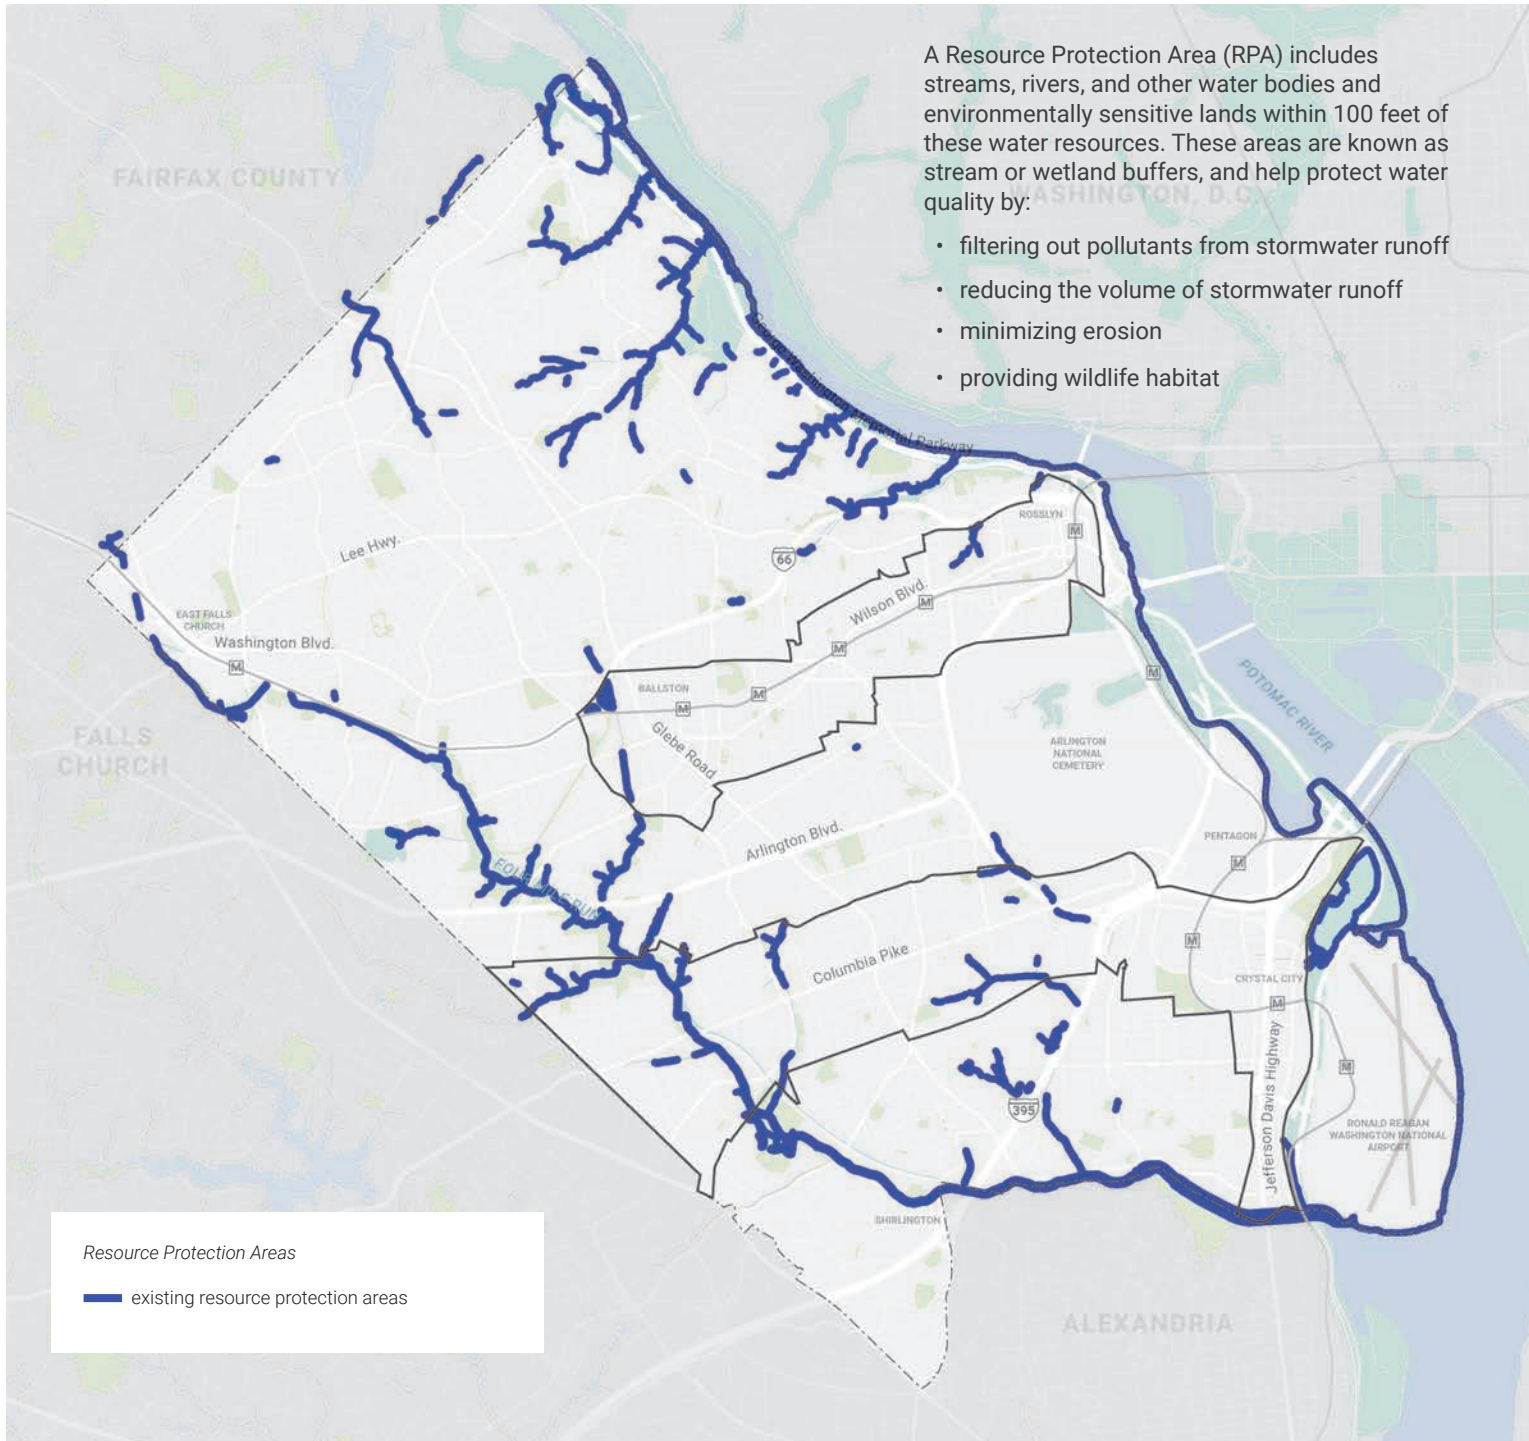 A Resource Protection Area (RPA) includes
streams, rivers, and other water bodies and
environmentally sensitive lands within 100 feet of
these water resources. These areas are known as
stream or wetland buffers, and help protect water
quality by:
• filtering out pollutants from stormwater runoff
• reducing the volume of stormwater runoff
• minimizing erosion
• providing wildlife habitat
FAIRFAX COUNTY
WASHINGTON, D.C.
George Washington Memorial Parkway
ROSSLYN
M
Lee Hwy.
66
Wilson Blvd.
M
EAST FALLS
CHURCH
Washington Blvd.
M
M
BALLSTON
M
M
M
POTOMAC RIVER
Glebe Road
FALLS
CHURCH
ARLINGTON
NATIONAL
CEMETERY
Arlington Blvd.
PENTAGON
M
FOUR MILE RUN
Columbia Pike
M
CRYSTAL CITY
M
Jefferson Davis Highway
M
395
RONALD REAGAN
WASHINGTON NATIONAL
AIRPORT
SHIRLINGTON
ALEXANDRIA
Resource Protection Areas
existing resource protection areas